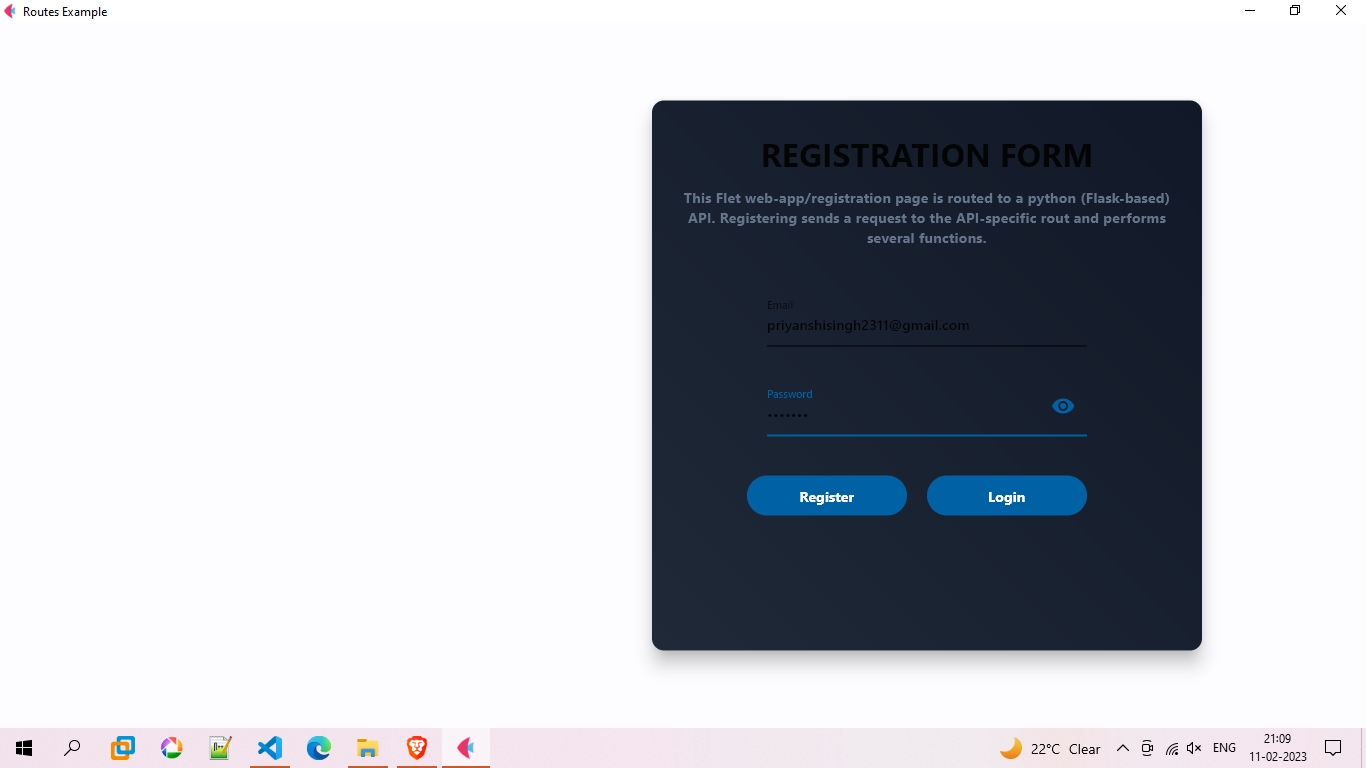 Routes Example
REGISTRATION FORM
This Flet web-app/registration page is routed to a python (Flask-based)
API. Registering sends a request to the API-specific rout and performs
several functions.
Email
priyanshisingh2311@gmail.com
Password
•••••••
Register
Login
22°C Clear
ENG
21:09
11-02-2023